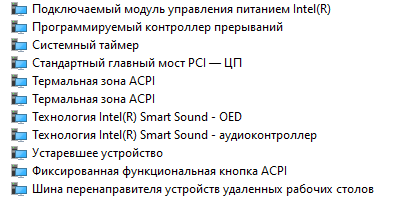 Подключаемый модуль управления питанием Intel(R)
Программируемый контроллер прерываний
Системный таймер
Стандартный главный мост PCI — ЦП
Термальная зона ACPI
Термальная зона ACPI
Технология Intel(R) Smart Sound - OED
Технология Intel(R) Smart Sound - аудиоконтроллер
Устаревшее устройство
Фиксированная функциональная кнопка ACPI
Шина перенаправителя устройств удаленных рабочих столов